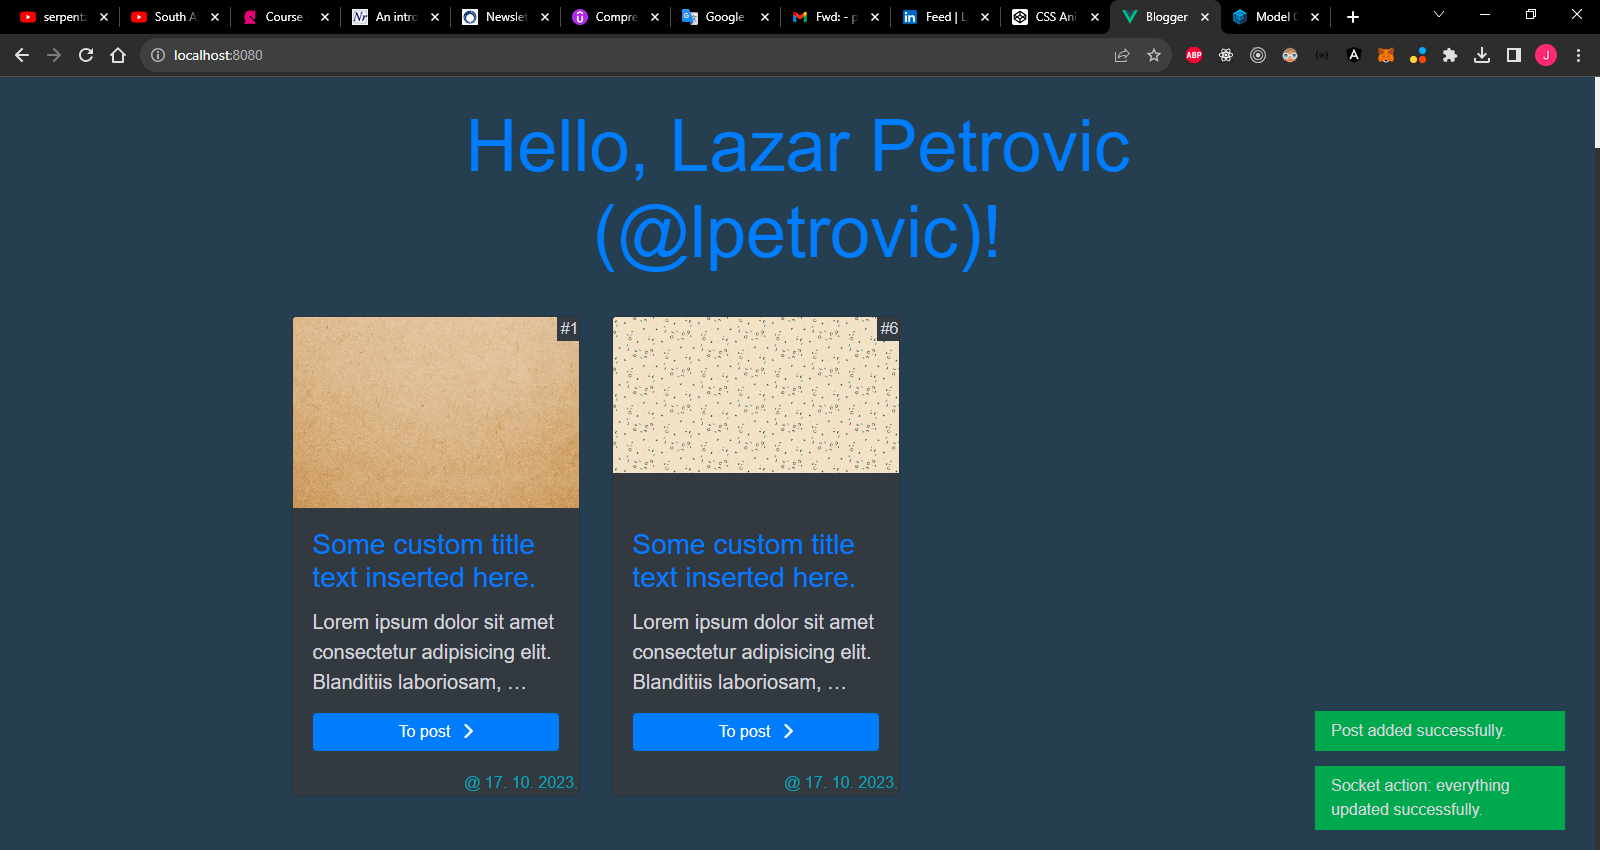 serpent
South A
Course
An intro
Newslet
Compre
Google
Fwd: - p
Feed | Li
CSS Ani
Blogger
Model C
localhost:8080
ABP
A
J
Hello, Lazar Petrovic
(@lpetrovic)!
#1
Some custom title
text inserted here.
Lorem ipsum dolor sit amet
consectetur adipisicing elit.
Blanditiis laboriosam, …
To post
@ 17. 10. 2023.
#6
Some custom title
text inserted here.
Lorem ipsum dolor sit amet
consectetur adipisicing elit.
Blanditiis laboriosam, …
To post
@ 17. 10. 2023.
Post added successfully.
Socket action: everything
updated successfully.